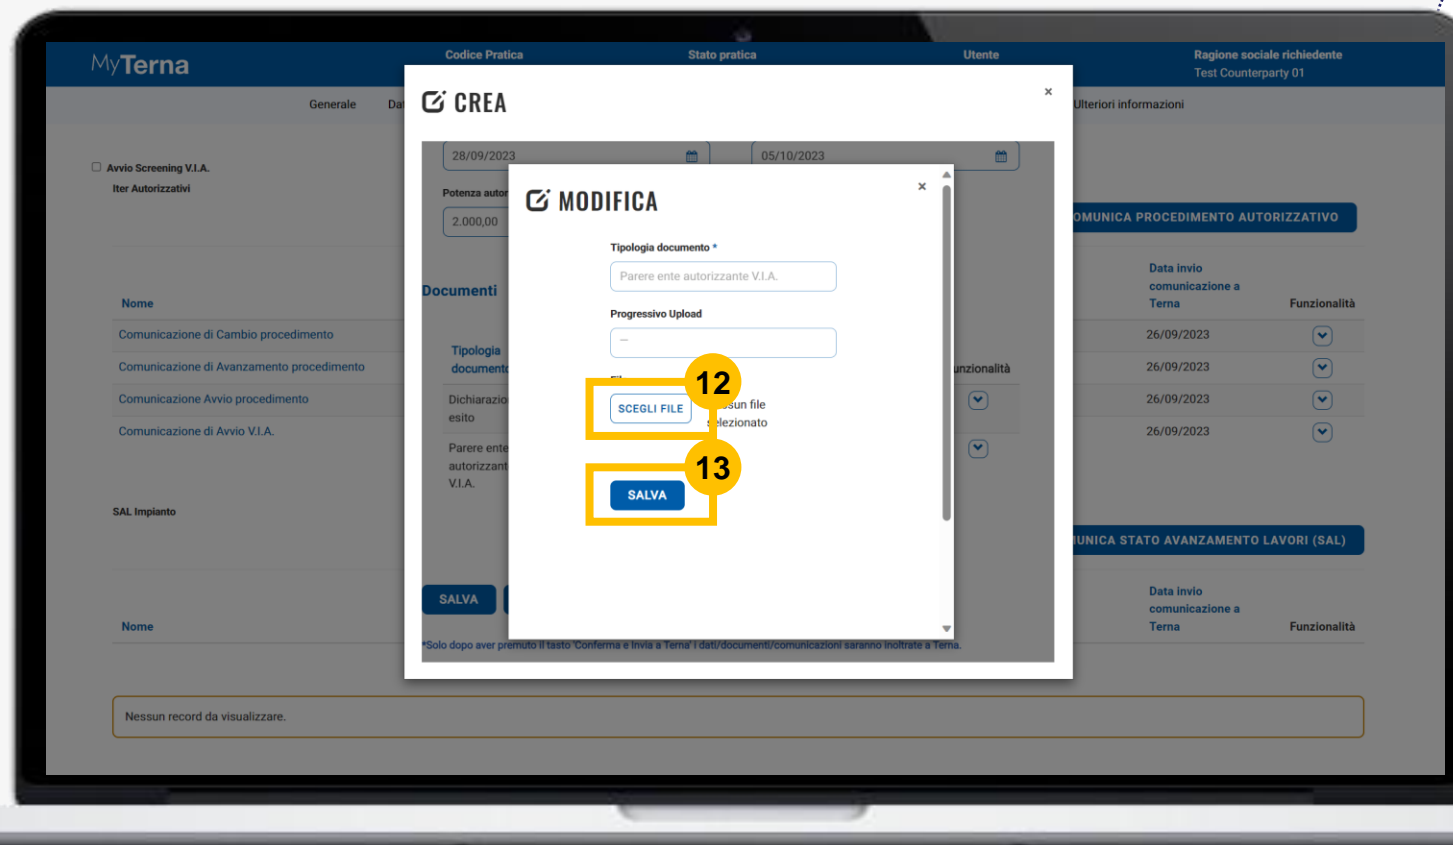 MyTerna
Codice Pratica
Stato pratica
Utente
Ragione sociale richiedente
Test Counterparty 01
Generale
CREA
×
Ulteriori informazioni
Avvio Screening V.I.A.
Iter Autorizzativi
28/09/2023
05/10/2023
2.000,00
MODIFICA
×
Tipologia documento *
Parere ente autorizzante V.I.A.
Progressivo Upload
—
12
SCEGLI FILE
selezionato
13
SALVA
PROCEDIMENTO AUTORIZZATIVO
Documenti
Tipologia
Funzionalità
Parere ente
V.I.A.
SALVA
*Solo dopo aver premuto il tasto 'Conferma e Invia a Terna' i dati/documenti/comunicazioni saranno inoltrate a Terna.
Nome
Data invio
comunicazione a
Terna
Funzionalità
Comunicazione di Cambio procedimento
26/09/2023
Comunicazione di Avanzamento procedimento
26/09/2023
Comunicazione Avvio procedimento
26/09/2023
Comunicazione di Avvio V.I.A.
26/09/2023
SAL Impianto
STATO AVANZAMENTO LAVORI (SAL)
Nome
Data invio
comunicazione a
Terna
Funzionalità
Nessun record da visualizzare.